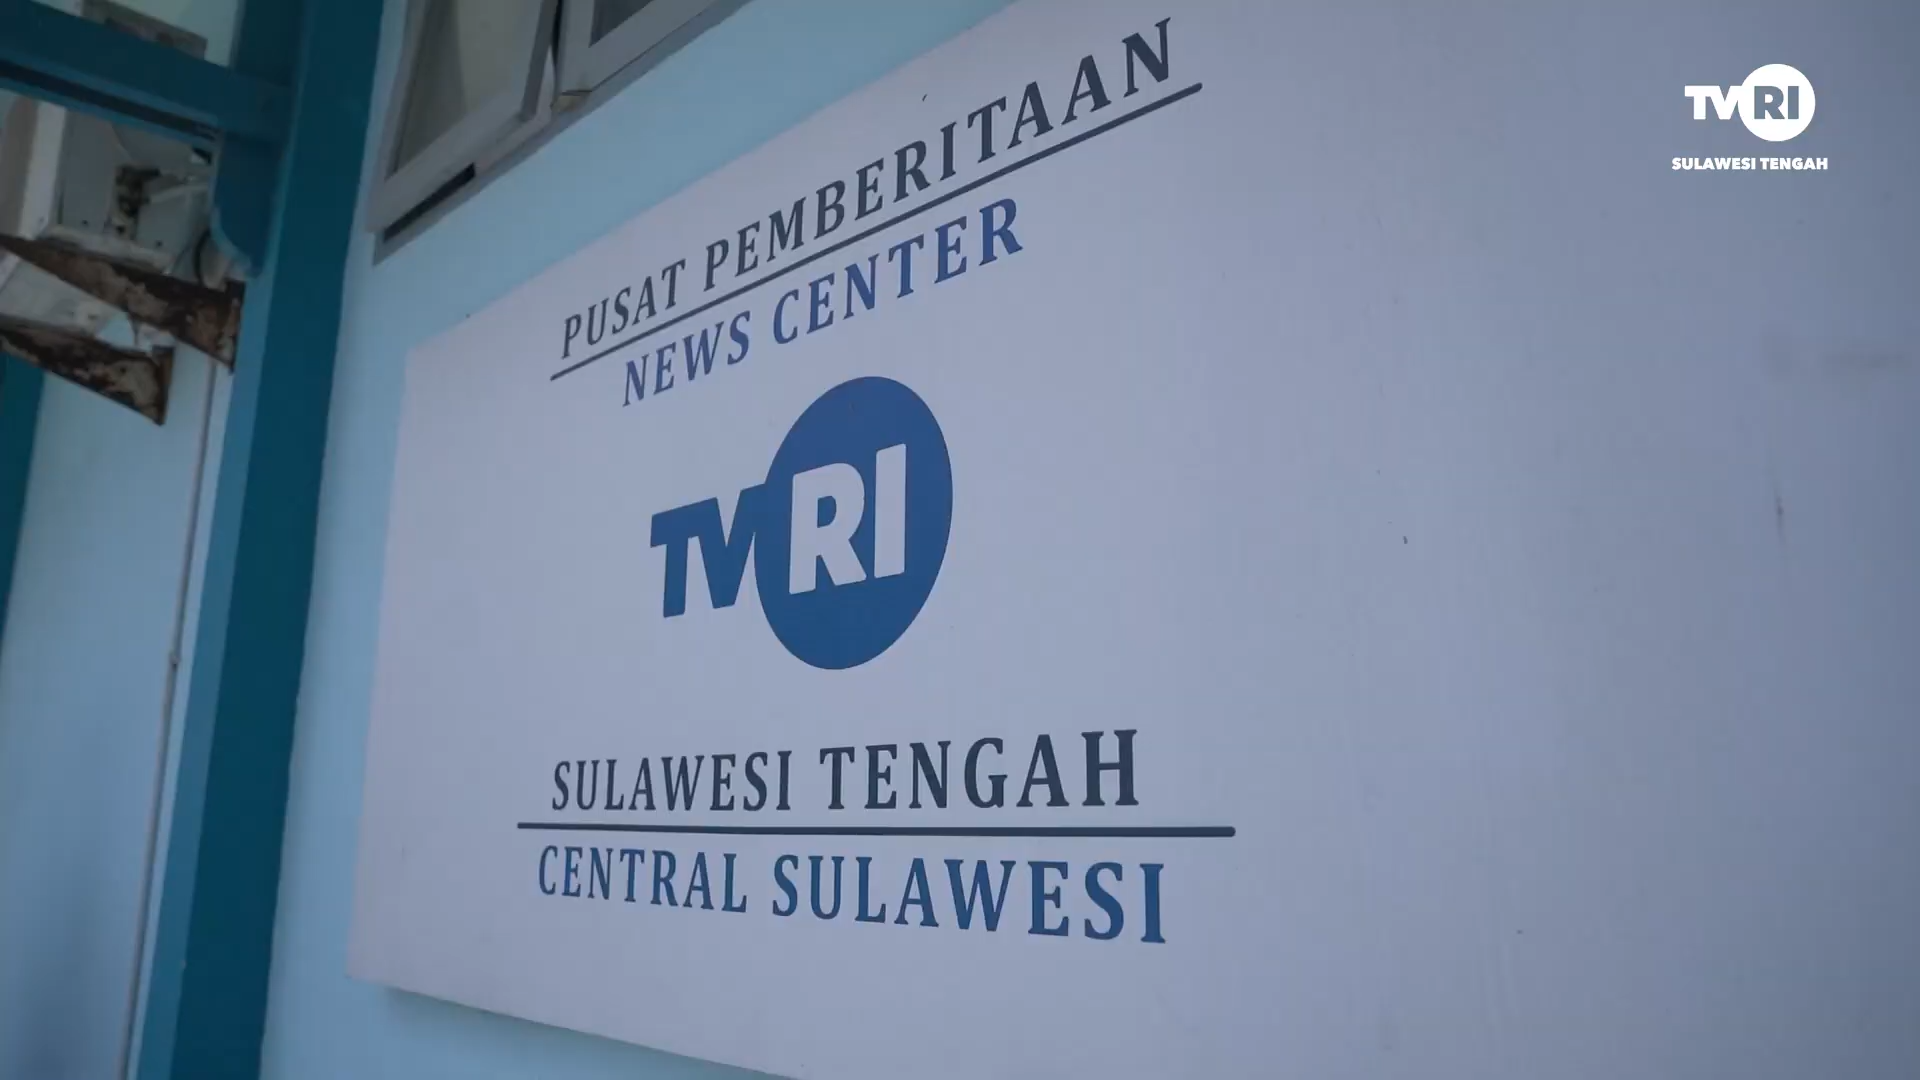 PUSAT PEMBERITAAN
NEWS CENTER
TVRI
SULAWESI TENGAH
CENTRAL SULAWESI
TVRI
SULAWESI TENGAH